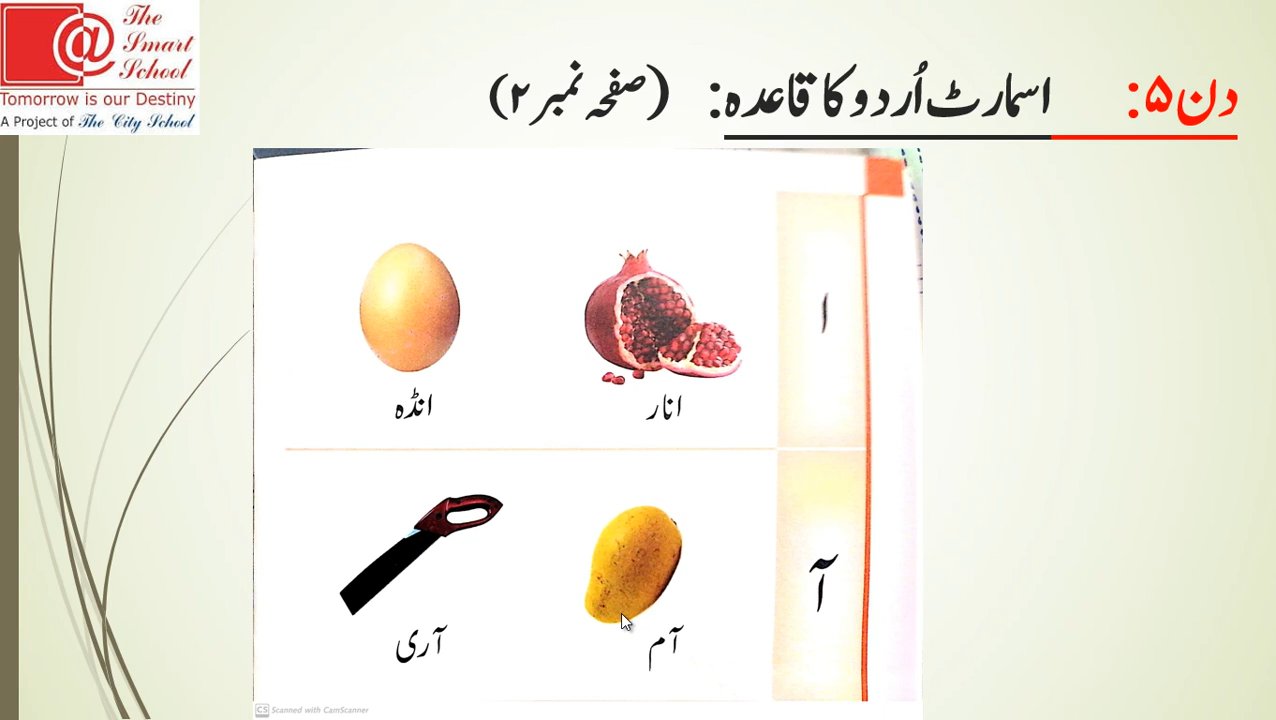 The
Smart
School
Tomorrow is our Destiny
A Project of The City School
دن ۵: اسمارٹ اُردو کا قاعدہ: (صفحہ نمبر ۲)
ا
انار
انڈہ
آ
آم
آری
CS Scanned with CamScanner